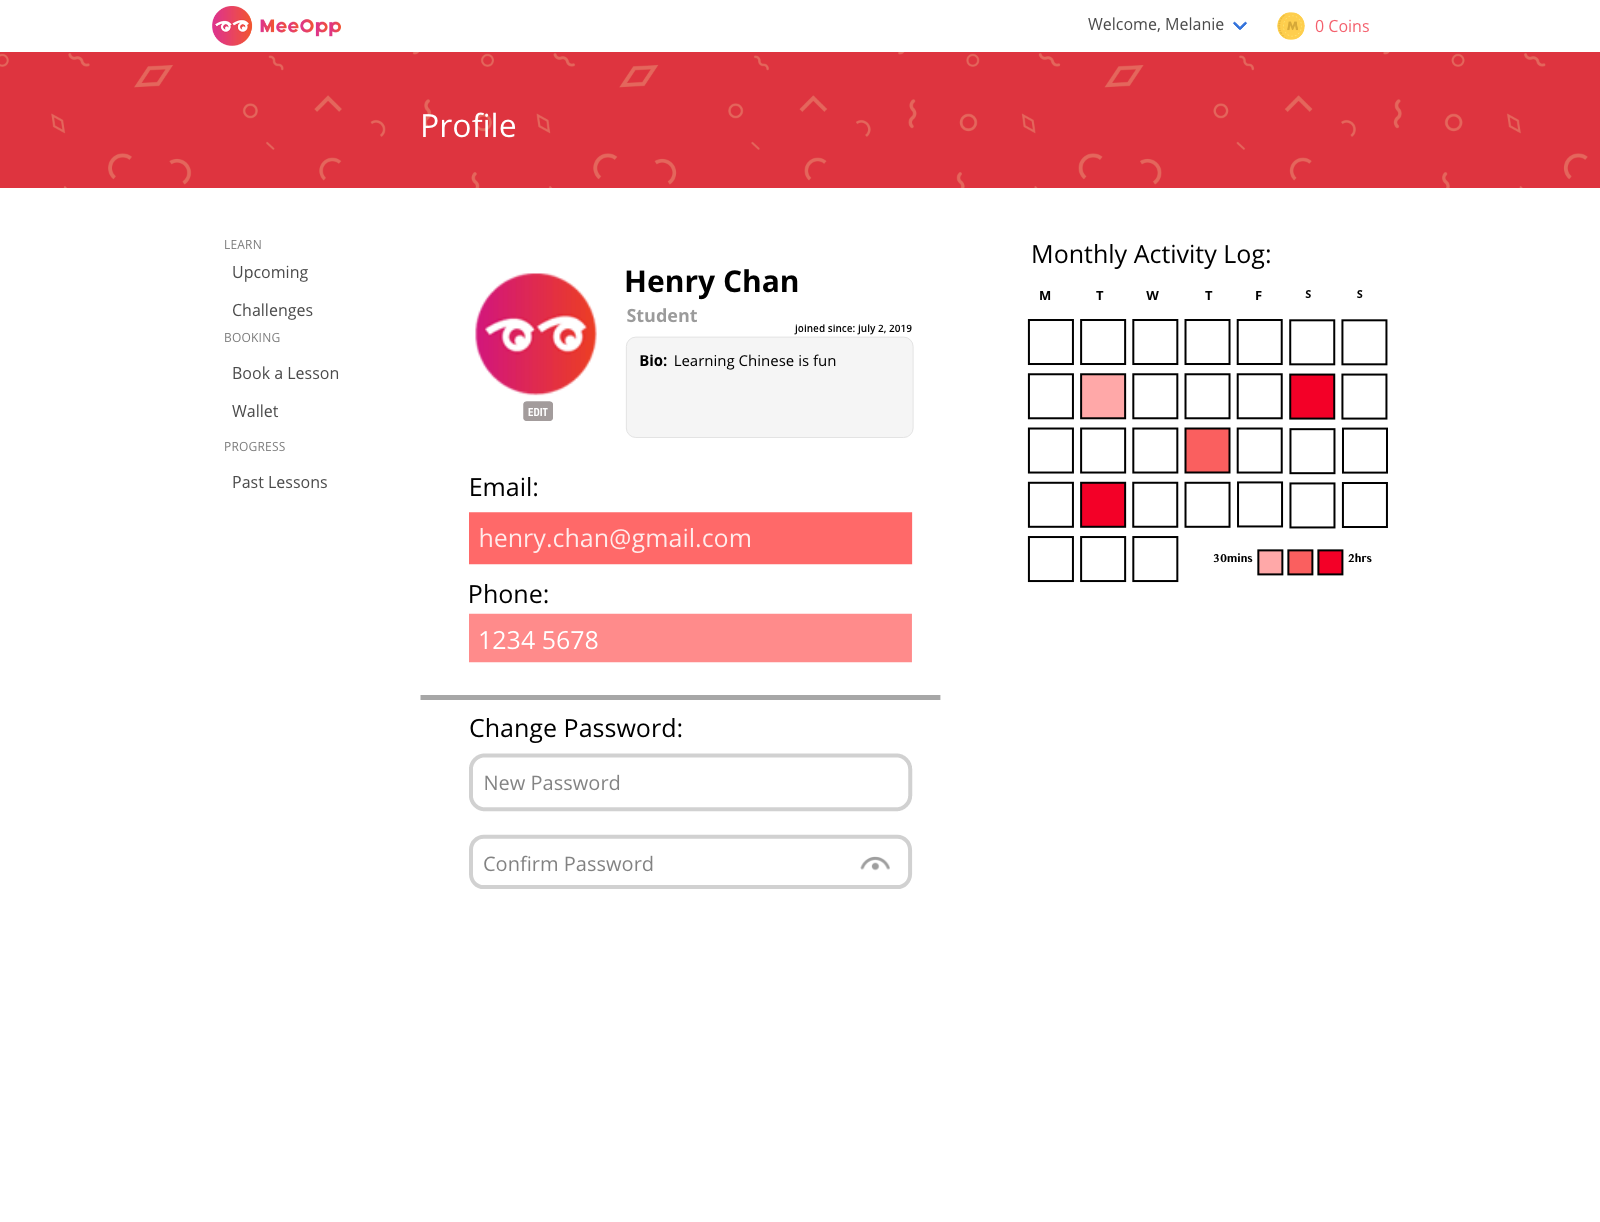 MeeOpp
Welcome, Melanie
M
0 Coins
Profile
LEARN
Upcoming
Challenges
BOOKING
Book a Lesson
Wallet
PROGRESS
Past Lessons
Henry Chan
Student
joined since: july 2, 2019
Bio: Learning Chinese is fun
EDIT
Email:
henry.chan@gmail.com
Phone:
1234 5678
Change Password:
New Password
Confirm Password
Monthly Activity Log:
M T W T F S S
30mins 2hrs